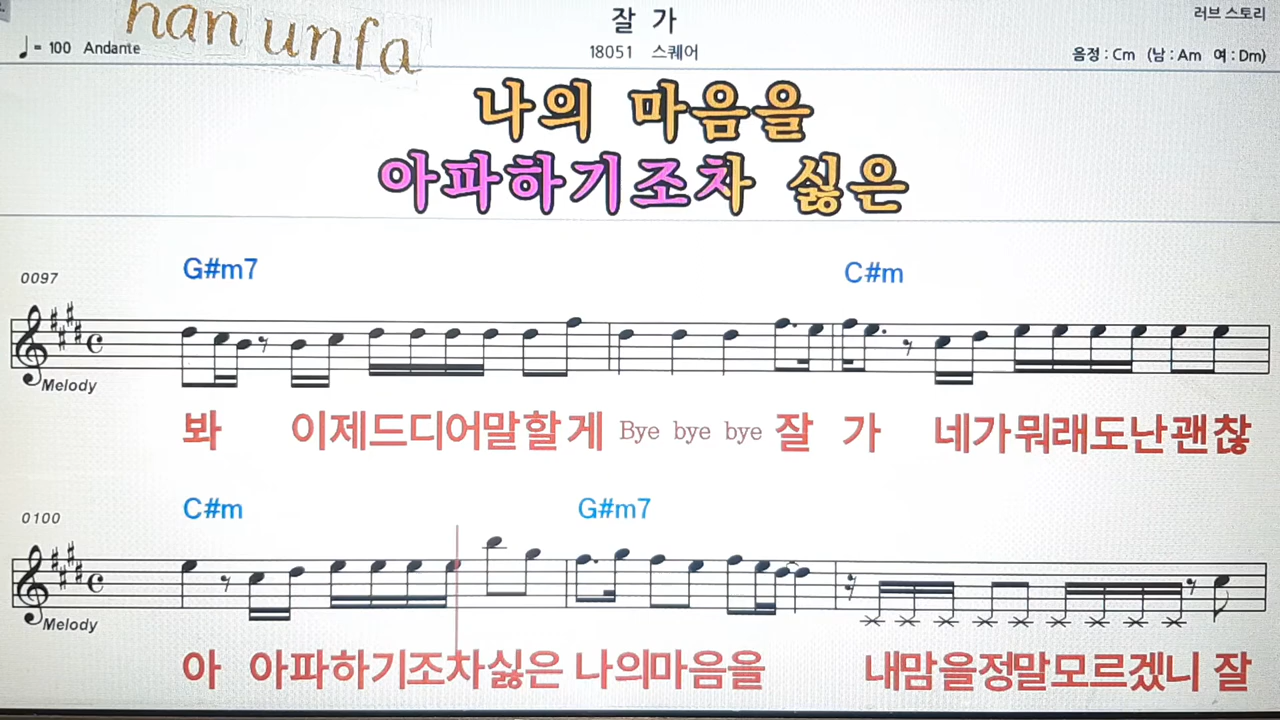 han unfa
잘 가
러브 스토리
♩= 100 Andante
18051 스퀘어
음정 : Cm (남 : Am 여 : Dm)
나의 마음을
아파하기조차 싫은
0097
G#m7 C#m
Melody
봐 이제드디어말할게 Bye bye bye 잘 가 네가뭐래도난괜찮
0100
C#m G#m7
Melody
아 아파하기조차싫은 나의마음을 내맘을정말모르겠니 잘